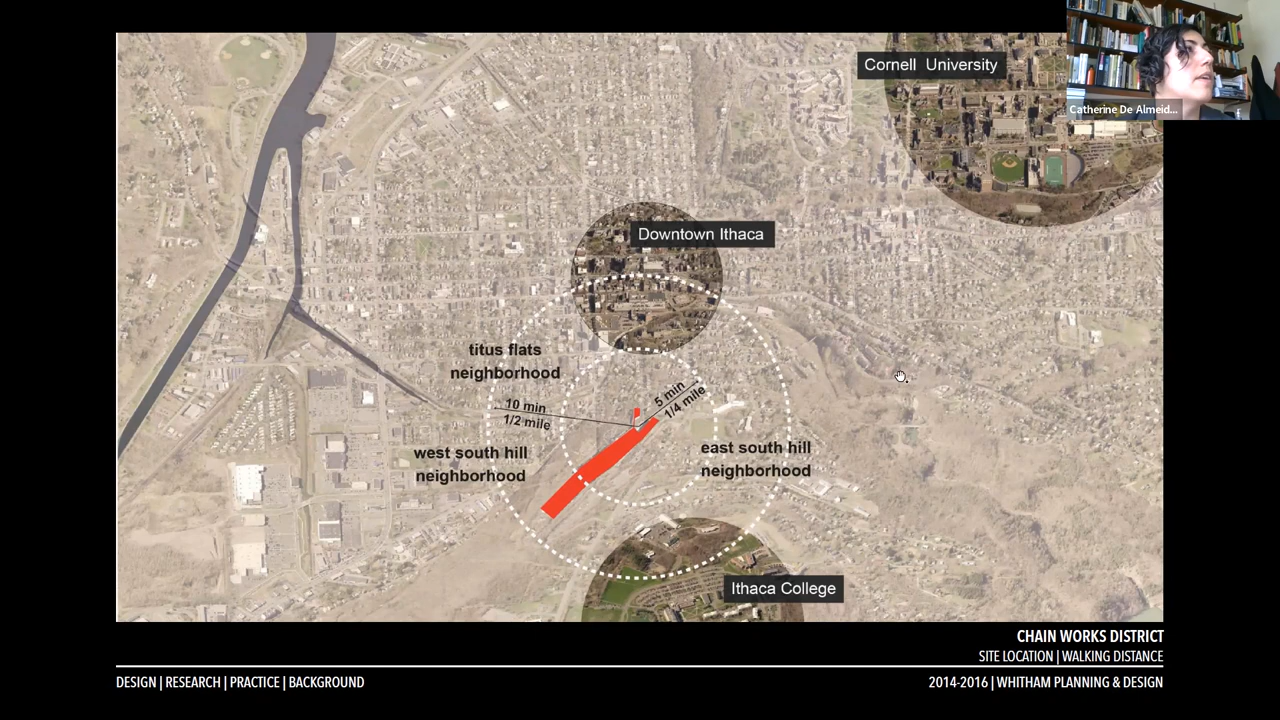 Cornell University
Catherine De Almeid...
Downtown Ithaca
titus flats
neighborhood
5 min
1/4 mile
10 min
1/2 mile
west south hill
neighborhood
east south hill
neighborhood
Ithaca College
CHAIN WORKS DISTRICT
SITE LOCATION | WALKING DISTANCE
DESIGN | RESEARCH | PRACTICE | BACKGROUND
2014-2016 | WHITHAM PLANNING & DESIGN